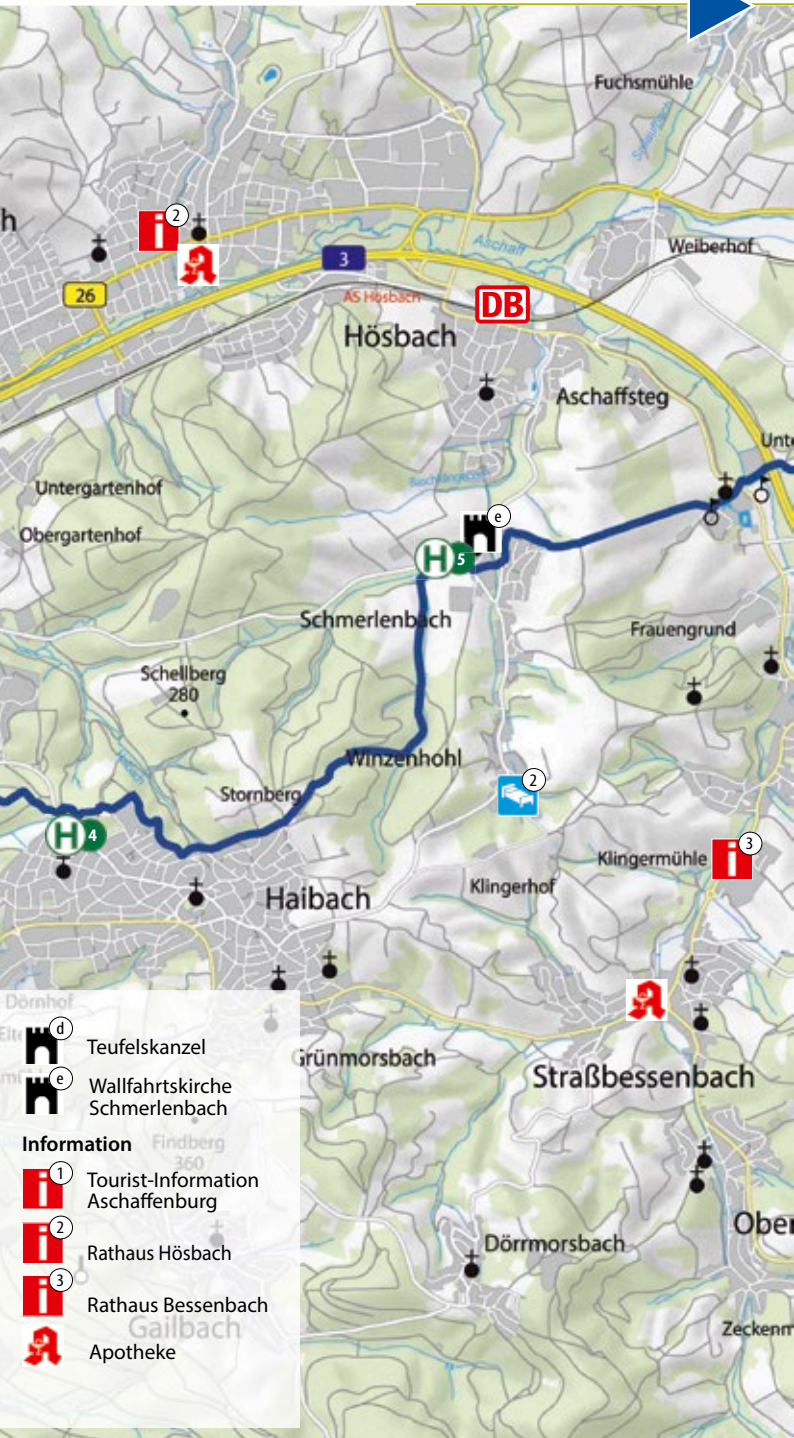 Fuchsmühle
h
2
Weiberhof
Aschaff
3
26
AS Hösbach
DB
Hösbach
Aschaffsteg
Unte
Untergartenhof
e
Obergartenhof
H 5
Schmerlenbach
Frauengrund
Schellberg
280
Winzenhohl
2
Stornberg
H 4
3
Klingermühle
Klingerhof
Haibach
Dörnhof
Grünmorsbach
Straßbessenbach
Ober
Dörrmorsbach
Zeckenm
d
Teufelskanzel
e
Wallfahrtskirche
Schmerlenbach
Information
Findberg
360
1
Tourist-Information
Aschaffenburg
2
Rathaus Hösbach
3
Rathaus Bessenbach
Gailbach
Apotheke